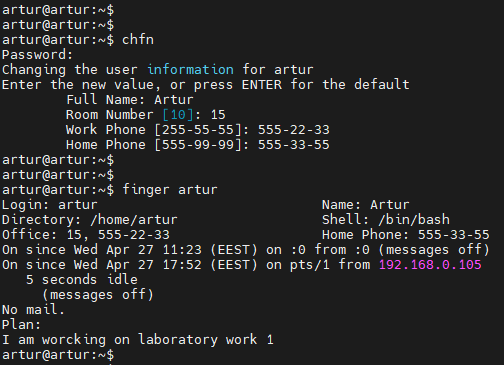 artur@artur:~$
artur@artur:~$
artur@artur:~$ chfn
Password:
Changing the user information for artur
Enter the new value, or press ENTER for the default
        Full Name: Artur
        Room Number [10]: 15
        Work Phone [255-55-55]: 555-22-33
        Home Phone [555-99-99]: 555-33-55
artur@artur:~$
artur@artur:~$
artur@artur:~$ finger artur
Login: artur                            Name: Artur
Directory: /home/artur                  Shell: /bin/bash
Office: 15, 555-22-33                   Home Phone: 555-33-55
On since Wed Apr 27 11:23 (EEST) on :0 from :0 (messages off)
On since Wed Apr 27 17:52 (EEST) on pts/1 from 192.168.0.105
   5 seconds idle
     (messages off)
No mail.
Plan:
I am worcking on laboratory work 1
artur@artur:~$